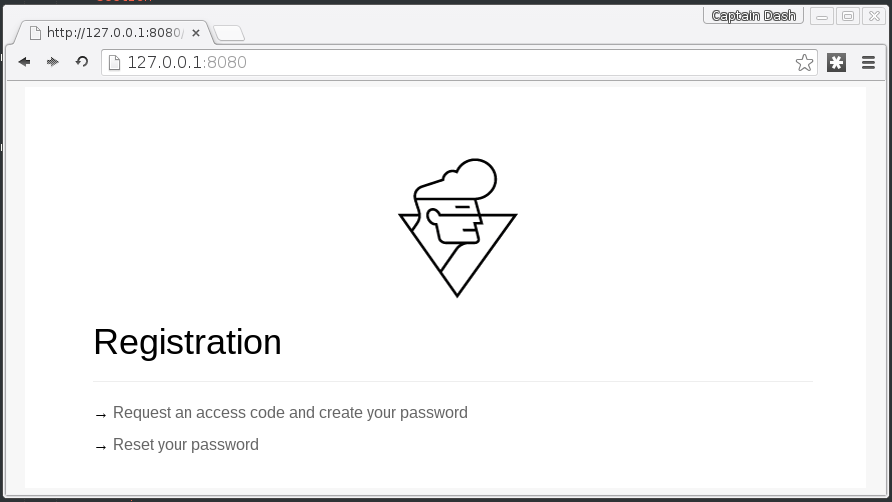 Captain Dash
http://127.0.0.1:8080/
127.0.0.1:8080
Registration
→ Request an access code and create your password
→ Reset your password